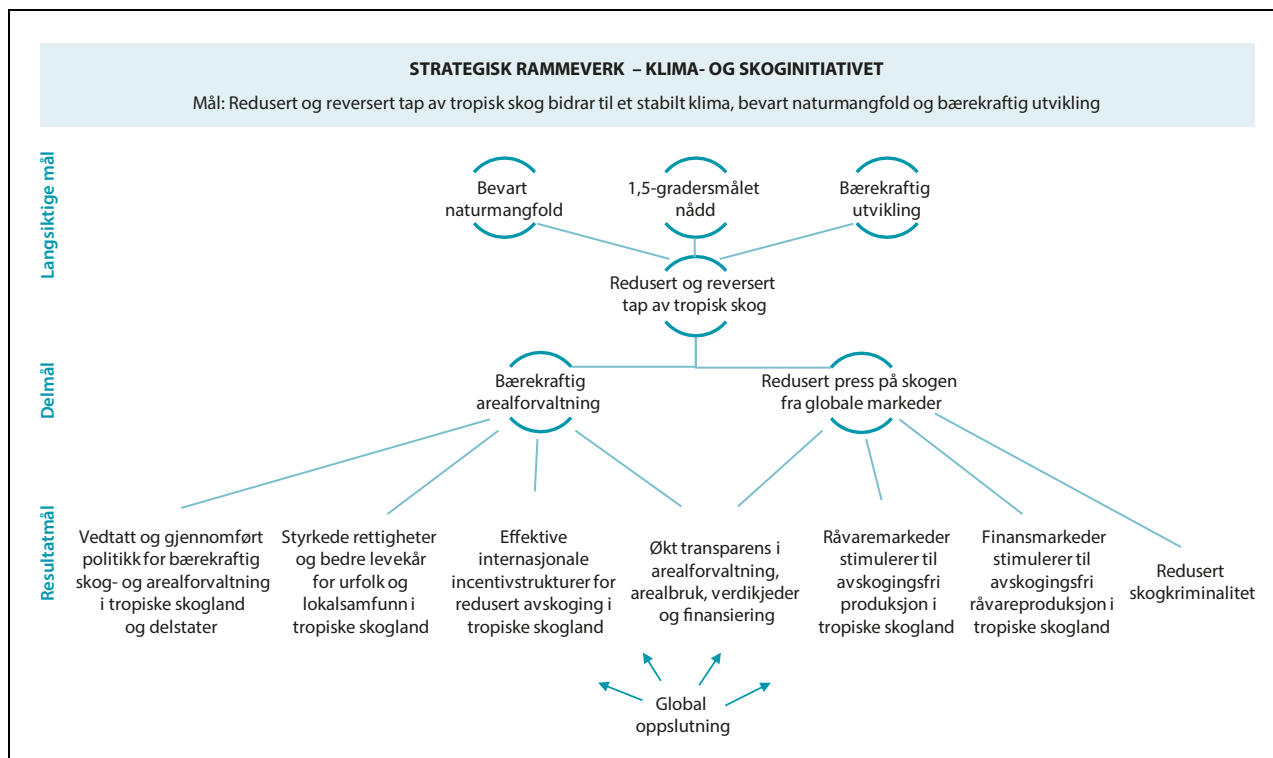 STRATEGISK RAMMEVERK – KLIMA- OG SKOGINITIATIVET
Mål: Redusert og reversert tap av tropisk skog bidrar til et stabilt klima, bevart naturmangfold og bærekraftig utvikling
Langsiktige mål
Bevart
naturmangfold
1,5-gradersmålet
nådd
Bærekraftig
utvikling
Redusert og reversert
tap av tropisk skog
Delmål
Bærekraftig
arealforvaltning
Redusert press på skogen
fra globale markeder
Resultatmål
Vedtatt og gjennomført
politikk for bærekraftig
skog- og arealforvaltning
i tropiske skogland
og delstater
Styrkede rettigheter
og bedre levekår
for urfolk og
lokalsamfunn i
tropiske skogland
Effektive
internasjonale
incentivstrukturer for
redusert avskoging i
tropiske skogland
Økt transparens i
arealforvaltning,
arealbruk, verdikjeder
og finansiering
Råvaremarkeder
stimulerer til
avskogingsfri
produksjon i
tropiske skogland
Finansmarkeder
stimulerer til
avskogingsfri
råvareproduksjon i
tropiske skogland
Redusert
skogkriminalitet
Global
oppslutning